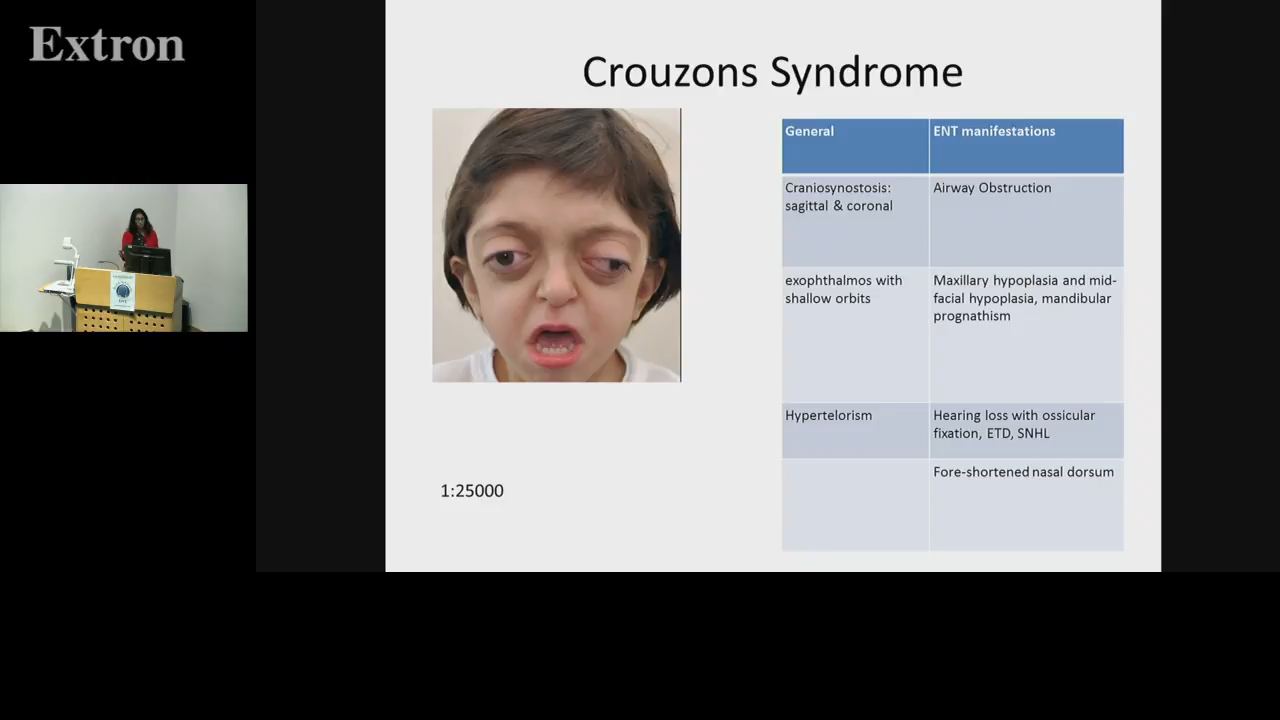 Extron
Crouzons Syndrome
General
ENT manifestations
Craniosynostosis:
sagittal & coronal
Airway Obstruction
exophthalmos with
shallow orbits
Maxillary hypoplasia and mid-
facial hypoplasia, mandibular
prognathism
Hypertelorism
Hearing loss with ossicular
fixation, ETD, SNHL
Fore-shortened nasal dorsum
1:25000